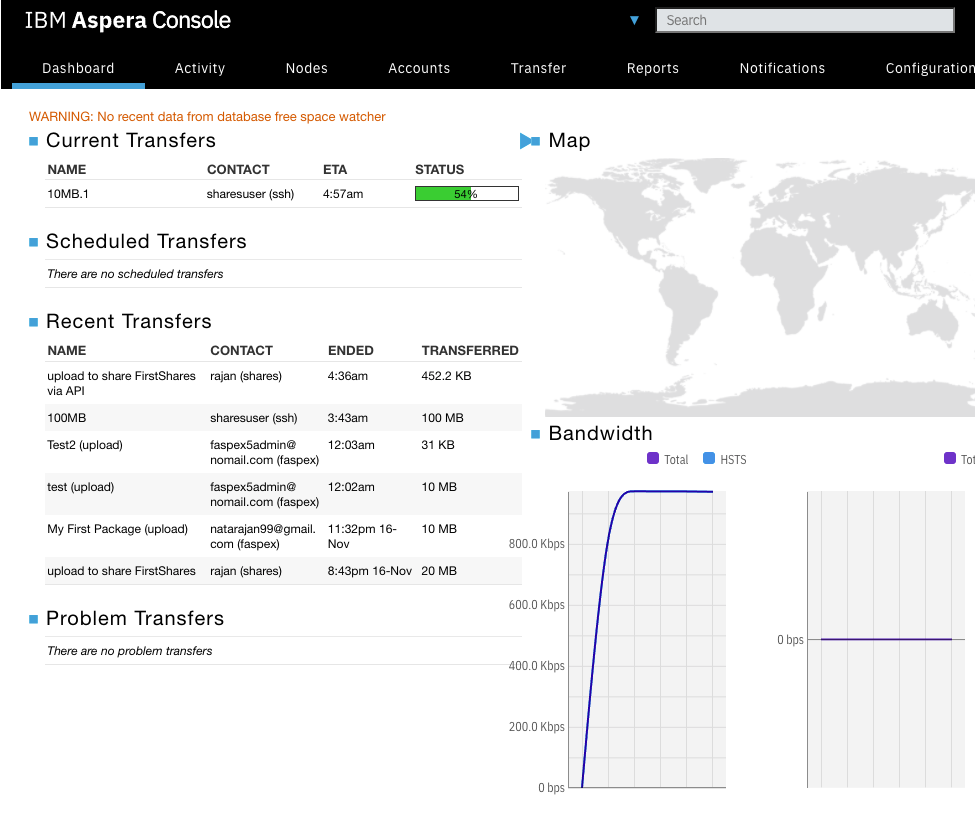 IBM Aspera Console
Search
Dashboard Activity Nodes Accounts Transfer Reports Notifications Configuration
WARNING: No recent data from database free space watcher
Current Transfers
NAME CONTACT ETA STATUS
10MB.1 sharesuser (ssh) 4:57am 54%
Scheduled Transfers
There are no scheduled transfers
Recent Transfers
NAME CONTACT ENDED TRANSFERRED
upload to share FirstShares rajan (shares) 4:36am 452.2 KB
via API
100MB sharesuser (ssh) 3:43am 100 MB
Test2 (upload) faspex5admin@ 12:03am 31 KB
nomail.com (faspex)
test (upload) faspex5admin@ 12:02am 10 MB
nomail.com (faspex)
My First Package (upload) natarajan99@gmail. 11:32pm 16- 10 MB
com (faspex) Nov
upload to share FirstShares rajan (shares) 8:43pm 16-Nov 20 MB
Problem Transfers
There are no problem transfers
Map
Bandwidth
Total HSTS
800.0 Kbps
600.0 Kbps
400.0 Kbps
200.0 Kbps
0 bps
Tot
0 bps